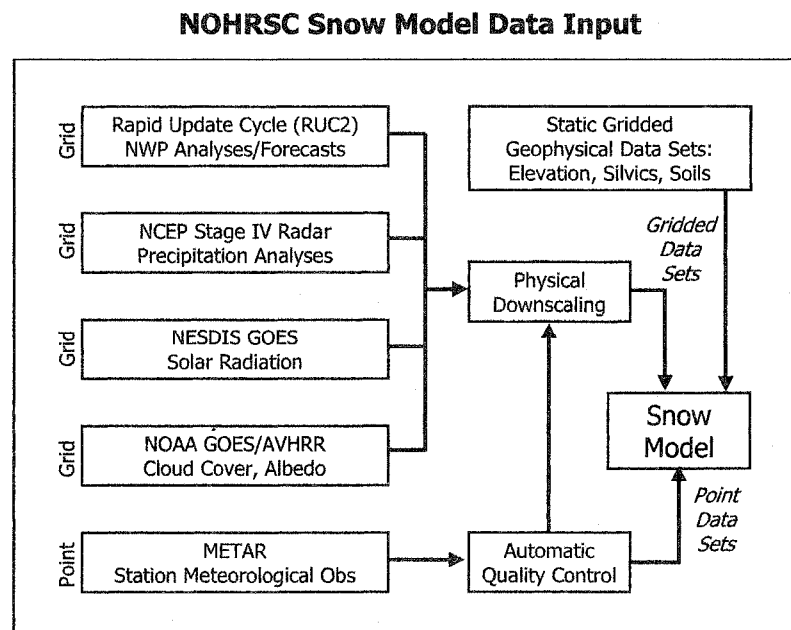 NOHRSC Snow Model Data Input
Grid
Rapid Update Cycle (RUC2)
NWP Analyses/Forecasts
Static Gridded
Geophysical Data Sets:
Elevation, Silvics, Soils
Grid
NCEP Stage IV Radar
Precipitation Analyses
Gridded
Data
Sets
Physical
Downscaling
Grid
NESDIS GOES
Solar Radiation
Grid
NOAA GOES/AVHRR
Cloud Cover, Albedo
Snow
Model
Point
Data
Sets
Point
METAR
Station Meteorological Obs
Automatic
Quality Control